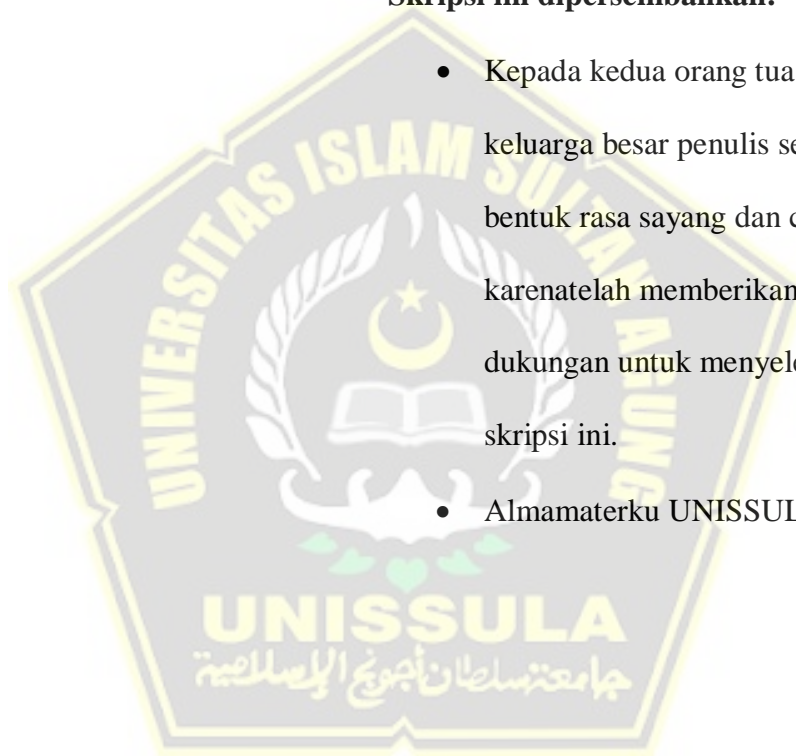 Skripsi ini dipersembahkan:
• Kepada kedua orang tua
keluarga besar penulis se
bentuk rasa sayang dan c
karenatelah memberikan
dukungan untuk menyele
skripsi ini.
• Almamaterku UNISSUL
UNIVERSITAS ISLAM SULTAN AGUNG
UNISSULA
جامعة سلطان أجونج الإسلامية